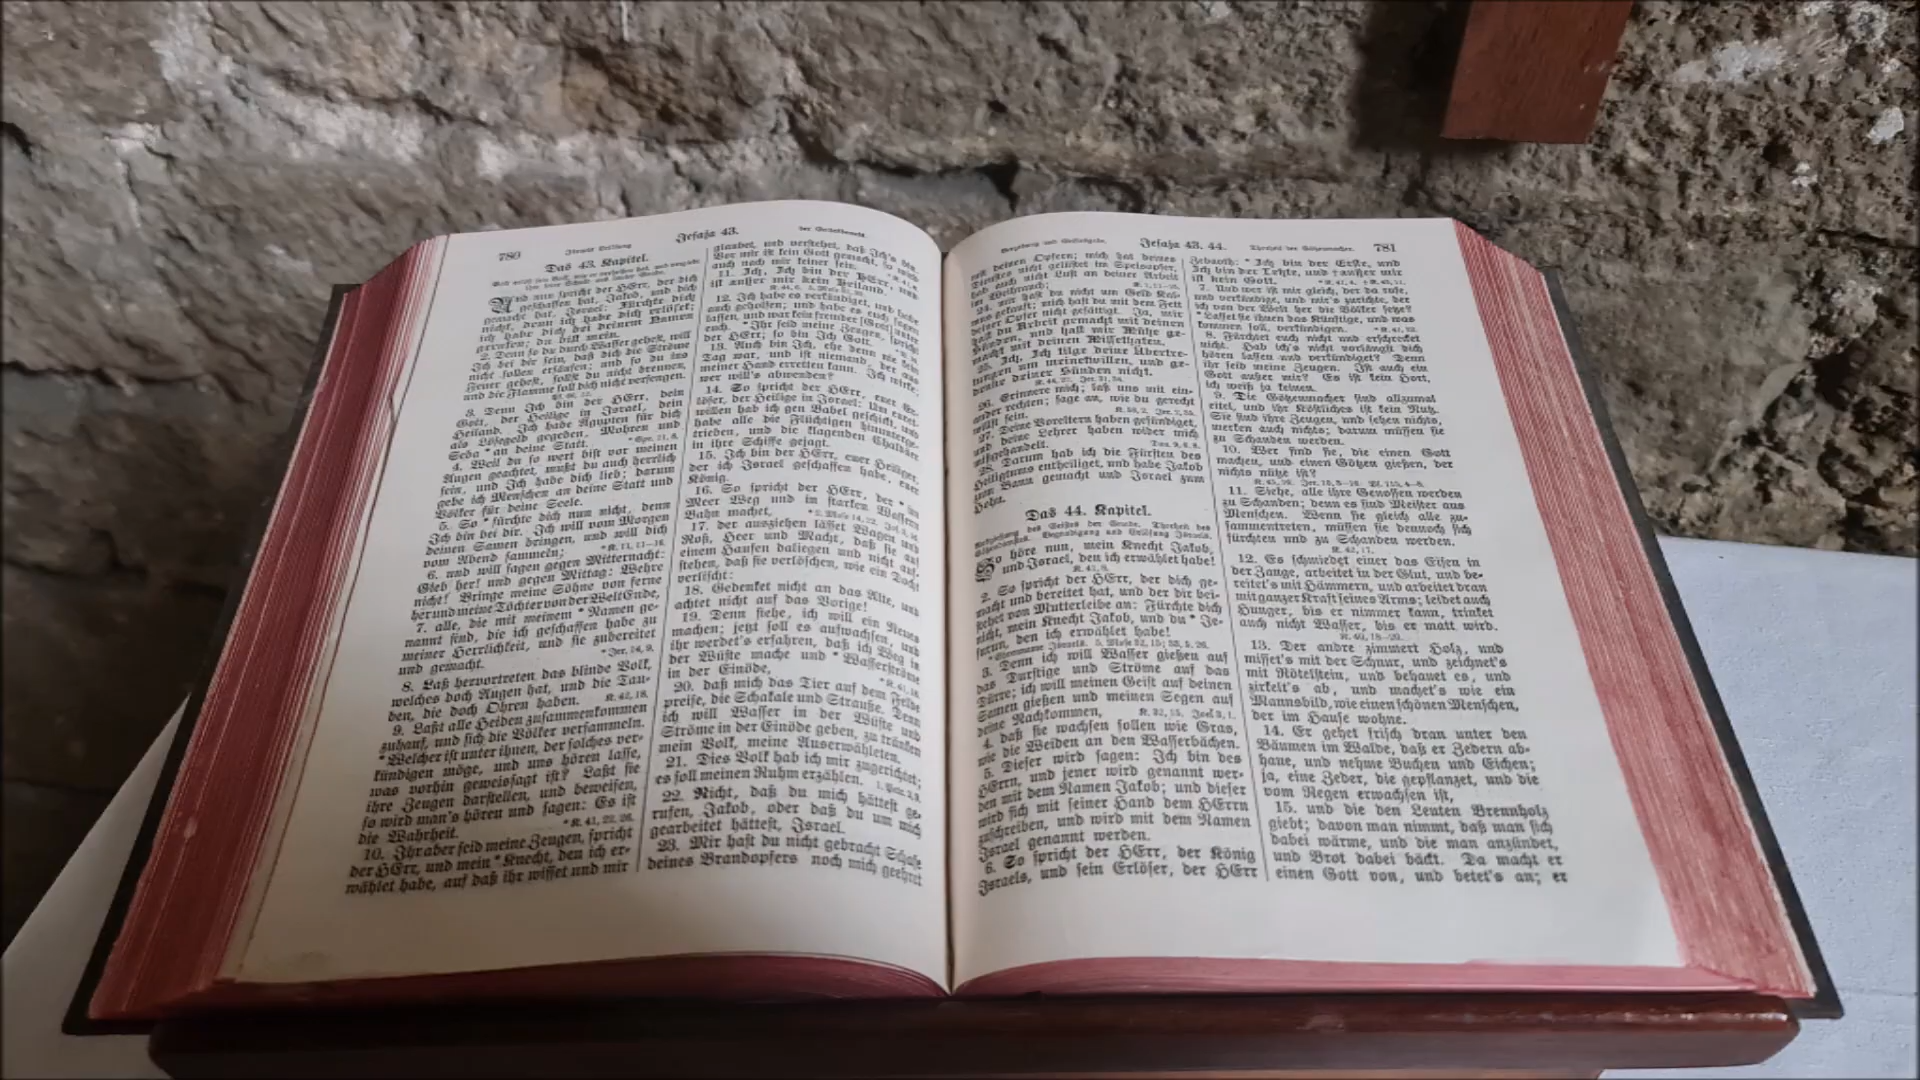 780
Jesaja 43.
Das 43. Kapitel.
Und nun spricht der HErr, der dich
geschaffen hat, Jakob, und dich
gemacht hat, Israel: Fürchte dich
nicht, denn ich habe dich erlöset;
ich habe dich bei deinem Namen
gerufen; du bist mein.
2. Denn so du durch Wasser gehest, will
Ich bei dir sein, daß dich die Ströme
nicht sollen ersäufen; und so du ins
Feuer gehest, sollst du nicht brennen,
und die Flamme soll dich nicht versengen.
3. Denn Ich bin der HErr, dein
Gott, der Heilige in Israel, dein
Heiland. Ich habe Ägypten für dich
als Lösegeld gegeben, Mohren und
Seba * an deine Statt. * Spr. 11, 8.
4. Weil du so wert bist vor meinen
Augen geachtet, mußt du auch herrlich
sein, und Ich habe dich lieb; darum
gebe ich Menschen an deine Statt und
Völker für deine Seele.
5. So * fürchte dich nun nicht, denn
Ich bin bei dir. Ich will vom Morgen
deinen Samen bringen, und will dich
vom Abend sammeln;
6. und will sagen gegen Mitternacht:
Gieb her! und gegen Mittag: Wehre
nicht! Bringe meine Söhne von ferne
her und meine Töchter von der Welt Ende,
7. alle, die mit meinem * Namen ge-
nannt sind, die ich geschaffen habe zu
meiner Herrlichkeit, und sie zubereitet
und gemacht. * Jer. 14, 9.
8. Laß hervortreten das blinde Volk,
welches doch Augen hat, und die Tau-
ben, die doch Ohren haben. K. 42, 18.
9. Laßt alle Heiden zusammenkommen
zuhauf, und sich die Völker versammeln.
* Welcher ist unter ihnen, der solches ver-
kündigen möge, und uns hören lasse,
was vorhin geweissagt ist? Laßt sie
ihre Zeugen darstellen, und beweisen,
so wird man's hören und sagen: Es ist
die Wahrheit. * K. 41, 22. 26.
10. Ihr aber seid meine Zeugen, spricht
der HErr, und mein * Knecht, den ich er-
wählet habe, auf daß ihr wisset und mir
glaubet, und verstehet, daß Ich's bin.
Vor mir ist kein Gott gemacht, so wird
auch nach mir keiner sein.
11. Ich, Ich bin der HErr, und
ist außer mir kein Heiland.
12. Ich habe es verkündiget, und habe
auch geholfen; und habe es euch sagen
lassen, und war kein fremder [Gott] unter
euch. * Ihr seid meine Zeugen, spricht
der HErr; so bin Ich Gott.
13. Auch bin Ich, ehe denn nie kein
Tag war, und ist niemand, der aus
meiner Hand erretten kann. Ich wirke;
wer will's abwenden?
14. So spricht der HErr, euer Er-
löser, der Heilige in Israel: Um euret-
willen hab ich gen Babel geschickt, und
habe alle die Flüchtigen hinunterge-
trieben, und die klagenden Chaldäer
in ihre Schiffe gejagt.
15. Ich bin der HErr, euer Heiliger,
der ich Israel geschaffen habe, euer
König.
16. So spricht der HErr, der * im
Meer Weg und in starken Wassern
Bahn machet,
17. der ausziehen lässet Wagen und
Roß, Heer und Macht, daß sie auf
einem Haufen daliegen und nicht auf-
stehen, daß sie verlöschen, wie ein Docht
verlischt:
18. Gedenket nicht an das Alte, und
achtet nicht auf das Vorige!
19. Denn siehe, ich will ein Neues
machen; jetzt soll es aufwachsen, und
ihr werdet's erfahren, daß ich Weg in
der Wüste mache und * Wasserströme
in der Einöde,
20. daß mich das Tier auf dem Felde
preise, die Schakale und Strauße. Denn
ich will Wasser in der Wüste und
Ströme in der Einöde geben, zu tränken
mein Volk, meine Auserwählten.
21. Dies Volk hab ich mir zugerichtet;
es soll meinen Ruhm erzählen.
22. Nicht, daß du mich hättest ge-
rufen, Jakob, oder daß du um mich
gearbeitet hättest, Israel.
23. Mir hast du nicht gebracht Schafe
deines Brandopfers noch mich geehret
Jesaja 43. 44.
781
mit deinen Opfern; mich hat deines
Dienstes nicht gelüstet im Speisopfer,
hab auch nicht Lust an deiner Arbeit
im Weihrauch;
24. mir hast du nicht um Geld Kal-
mus gekauft; mich hast du mit dem Fett
deiner Opfer nicht gefüllt. Ja, mir
hast du Arbeit gemacht mit deinen
Sünden, und hast mir Mühe ge-
macht mit deinen Missethaten.
25. Ich, Ich tilge deine Übertre-
tungen um meinetwillen, und ge-
denke deiner Sünden nicht.
26. Erinnere mich; laß uns mit ein-
ander rechten; sage an, wie du gerecht
willst sein.
27. Deine Voreltern haben gesündiget,
und deine Lehrer haben wider mich
mißgehandelt.
28. Darum hab ich die Fürsten des
Heiligtums entheiliget, und habe Jakob
zum Bann gemacht und Israel zum
Hohn.
Das 44. Kapitel.
So höre nun, mein Knecht Jakob,
und Israel, den ich erwählet habe!
2. So spricht der HErr, der dich ge-
macht und bereitet hat, und der dir bei-
stehet von Mutterleibe an: Fürchte dich
nicht, mein Knecht Jakob, und du * Je-
surun, den ich erwählet habe!
3. Denn ich will Wasser gießen auf
das Durstige und Ströme auf das
Dürre; ich will meinen Geist auf deinen
Samen gießen und meinen Segen auf
deine Nachkommen,
4. daß sie wachsen sollen wie Gras,
wie die Weiden an den Wasserbächen.
5. Dieser wird sagen: Ich bin des
HErrn, und jener wird genannt wer-
den mit dem Namen Jakob; und dieser
wird sich mit seiner Hand dem HErrn
zuschreiben, und wird mit dem Namen
Israel genannt werden.
6. So spricht der HErr, der König
Israels, und sein Erlöser, der HErr
Zebaoth: * Ich bin der Erste, und
Ich bin der Letzte, und † außer mir
ist kein Gott.
7. Und wer ist mir gleich, der da rufe,
und verkündige, und mir's zurichte, der
ich von der Welt her die Völker setze?
* Lasset sie ihnen das Künftige, und was
kommen soll, verkündigen.
8. Fürchtet euch nicht und erschrecket
nicht. Hab ich's nicht vorlängst dich
hören lassen und verkündiget? Denn
ihr seid meine Zeugen. Ist auch ein
Gott außer mir? Es ist kein Hort,
ich weiß ja keinen.
9. Die Götzenmacher sind allzumal
eitel, und ihr Köstliches ist kein Nutz.
Sie sind ihre Zeugen, und sehen nichts,
merken auch nichts; darum müssen sie
zu Schanden werden.
10. Wer sind sie, die einen Gott
machen, und einen Götzen gießen, der
nichts nütze ist?
11. Siehe, alle ihre Genossen werden
zu Schanden; denn es sind Meister aus
Menschen. Wenn sie gleich alle zu-
sammentreten, müssen sie dennoch sich
fürchten und zu Schanden werden.
12. Es schmiedet einer das Eisen in
der Zange, arbeitet in der Glut, und be-
reitet's mit Hämmern, und arbeitet dran
mit ganzer Kraft seines Arms; leidet auch
Hunger, bis er nimmer kann, trinket
auch nicht Wasser, bis er matt wird.
13. Der andre zimmert Holz, und
misset's mit der Schnur, und zeichnet's
mit Rötelstein, und behauet es, und
zirkelt's ab, und machet's wie ein
Mannsbild, wie einen schönen Menschen,
der im Hause wohne.
14. Er gehet frisch dran unter den
Bäumen im Walde, daß er Zedern ab-
haue, und nehme Buchen und Eichen;
ja, eine Zeder, die gepflanzet, und die
vom Regen erwachsen ist,
15. und die den Leuten Brennholz
giebt; davon man nimmt, daß man sich
dabei wärme, und die man anzündet,
und Brot dabei bäckt. Da macht er
einen Gott von, und betet's an; er